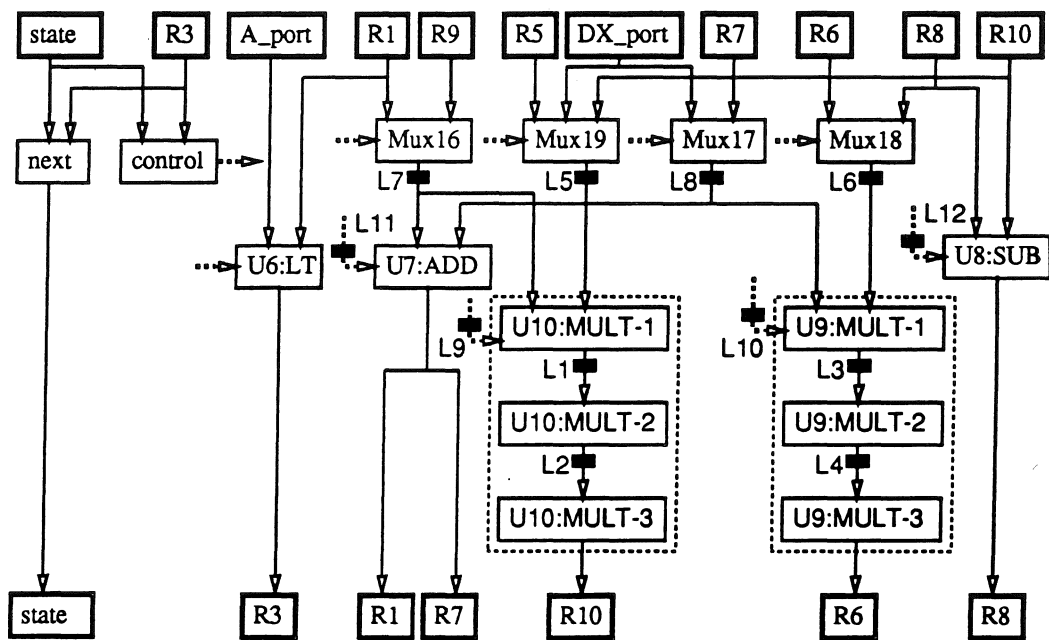 state R3 A_port R1 R9 R5 DX_port R7 R6 R8 R10
next control Mux16 Mux19 Mux17 Mux18
L7 L5 L8 L6
L11 L12
U6:LT U7:ADD U8:SUB
U10:MULT-1 U9:MULT-1
L9 L10
L1 L3
U10:MULT-2 U9:MULT-2
L2 L4
U10:MULT-3 U9:MULT-3
state R3 R1 R7 R10 R6 R8